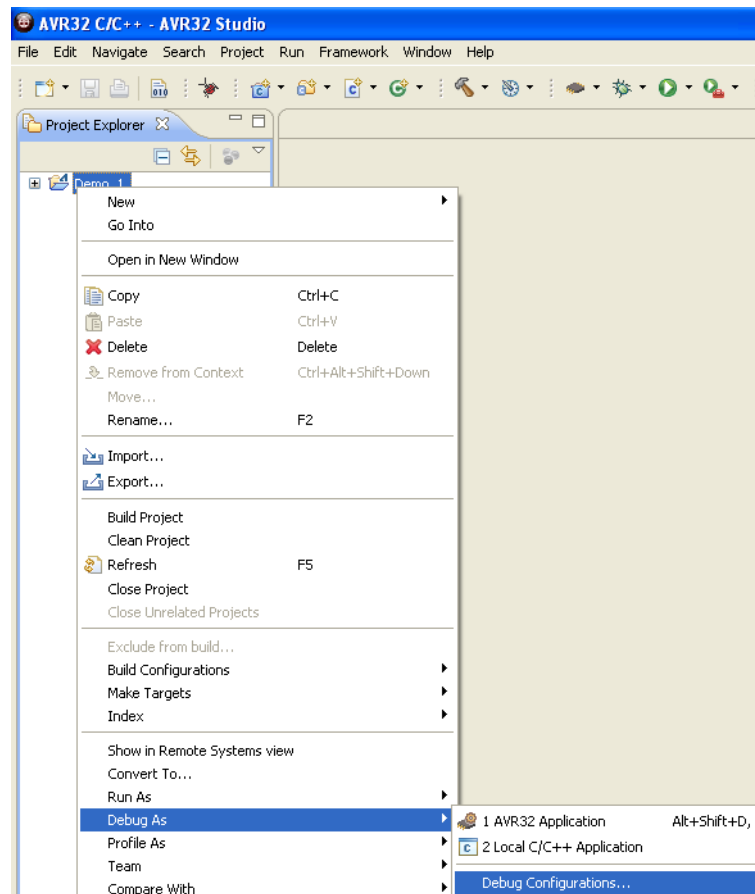 AVR32 C/C++ - AVR32 Studio
File Edit Navigate Search Project Run Framework Window Help
010
Project Explorer
Demo_1
New
Go Into
Open in New Window
Copy Ctrl+C
Paste Ctrl+V
Delete Delete
Remove from Context Ctrl+Alt+Shift+Down
Move...
Rename... F2
Import...
Export...
Build Project
Clean Project
Refresh F5
Close Project
Close Unrelated Projects
Exclude from build...
Build Configurations
Make Targets
Index
Show in Remote Systems view
Convert To...
Run As
Debug As
1 AVR32 Application Alt+Shift+D,
Profile As
2 Local C/C++ Application
Team
Compare With
Debug Configurations...